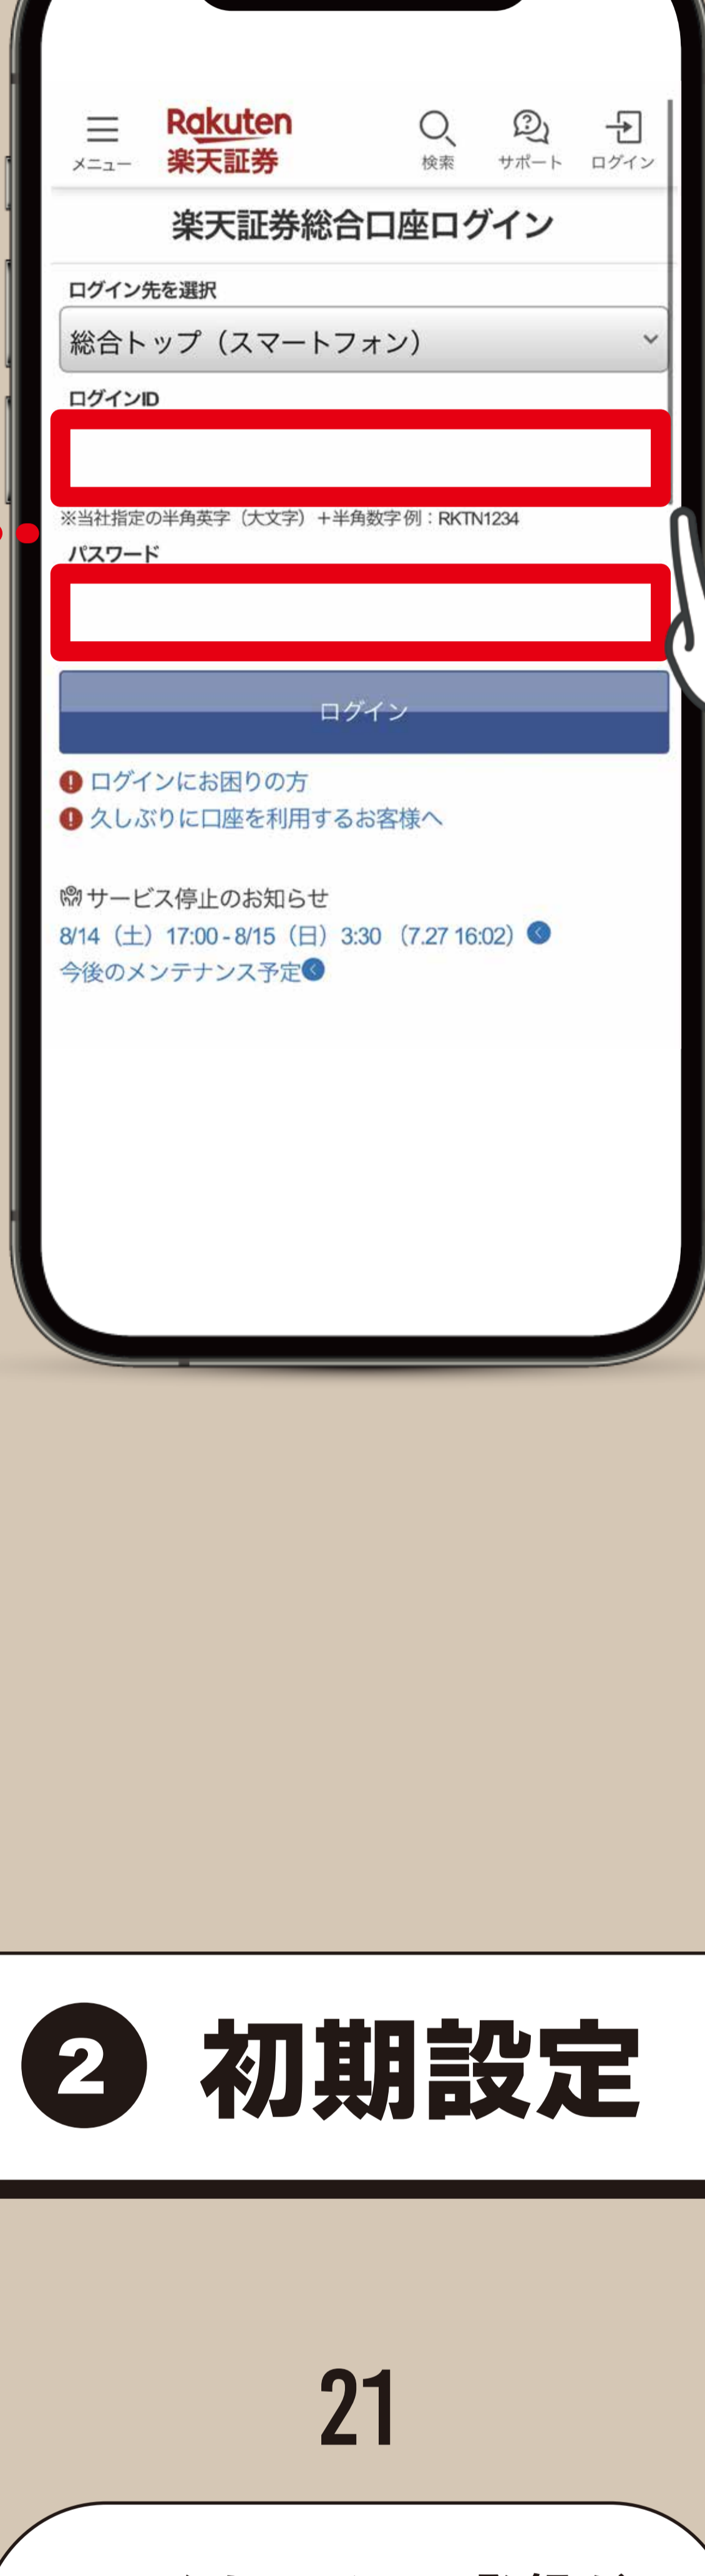 Rakuten
楽天証券
メニュー
検索
サポート
ログイン
楽天証券総合口座ログイン
ログイン先を選択
総合トップ（スマートフォン）
ログインID
※当社指定の半角英字（大文字）＋半角数字 例：RKTN1234
パスワード
ログイン
ログインにお困りの方
久しぶりに口座を利用するお客様へ
サービス停止のお知らせ
8/14（土）17:00 - 8/15（日）3:30 （7.27 16:02）
今後のメンテナンス予定
2 初期設定
21